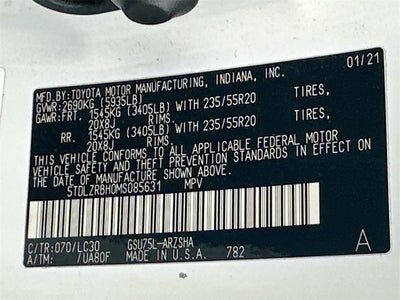 MFD.BY:TOYOTA MOTOR MANUFACTURING, INDIANA, INC. 01/21
GVWR:2690KG (5935LB)
GAWR:FRT. 1545KG (3405LB) WITH 235/55R20 TIRES,
20X8J RIMS,
RR. 1545KG (3405LB) WITH 235/55R20 TIRES,
20X8J RIMS.
THIS VEHICLE CONFORMS TO ALL APPLICABLE FEDERAL MOTOR
VEHICLE SAFETY AND THEFT PREVENTION STANDARDS IN EFFECT
ON THE DATE OF MANUFACTURE SHOWN ABOVE.
5TDLZRBH0MS085631 MPV
C/TR:070/LC30 GSU75L-ARZSHA A
A/TM: /UA80F MADE IN U.S.A. 782